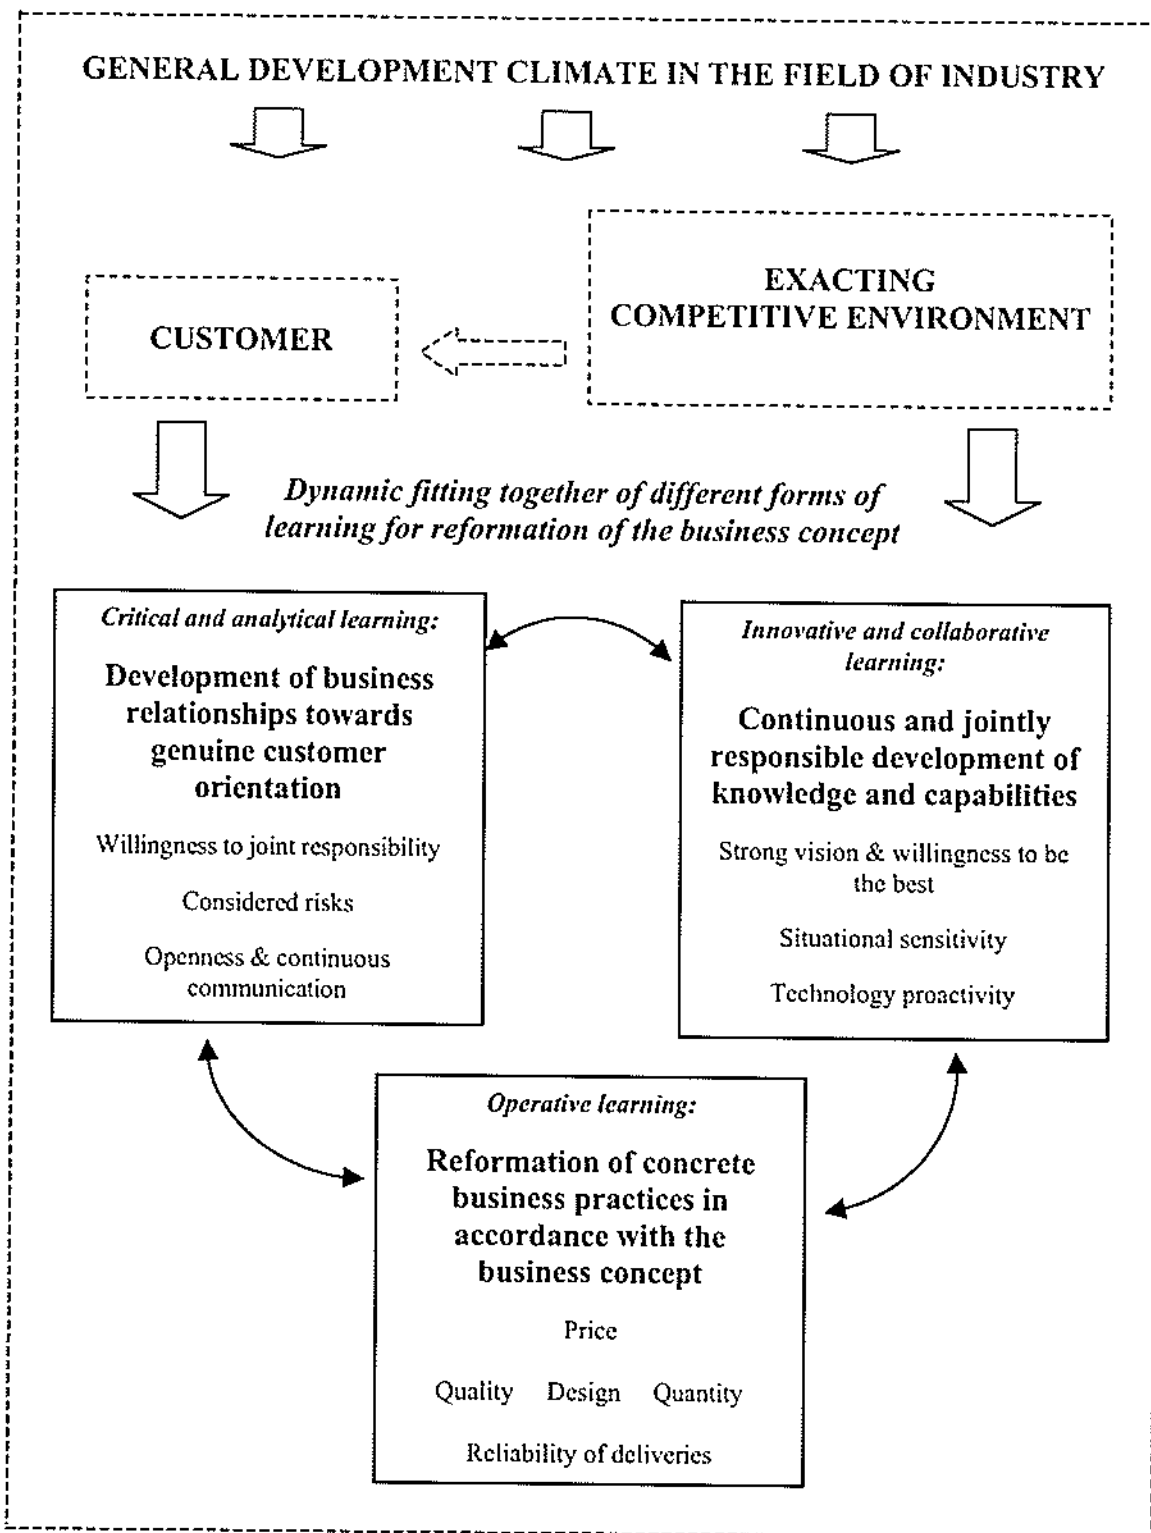 GENERAL DEVELOPMENT CLIMATE IN THE FIELD OF INDUSTRY
EXACTING
COMPETITIVE ENVIRONMENT
CUSTOMER
Dynamic fitting together of different forms of
learning for reformation of the business concept
Critical and analytical learning:
Development of business
relationships towards
genuine customer
orientation
Willingness to joint responsibility
Considered risks
Openness & continuous
communication
Innovative and collaborative
learning:
Continuous and jointly
responsible development of
knowledge and capabilities
Strong vision & willingness to be
the best
Situational sensitivity
Technology proactivity
Operative learning:
Reformation of concrete
business practices in
accordance with the
business concept
Price
Quality Design Quantity
Reliability of deliveries